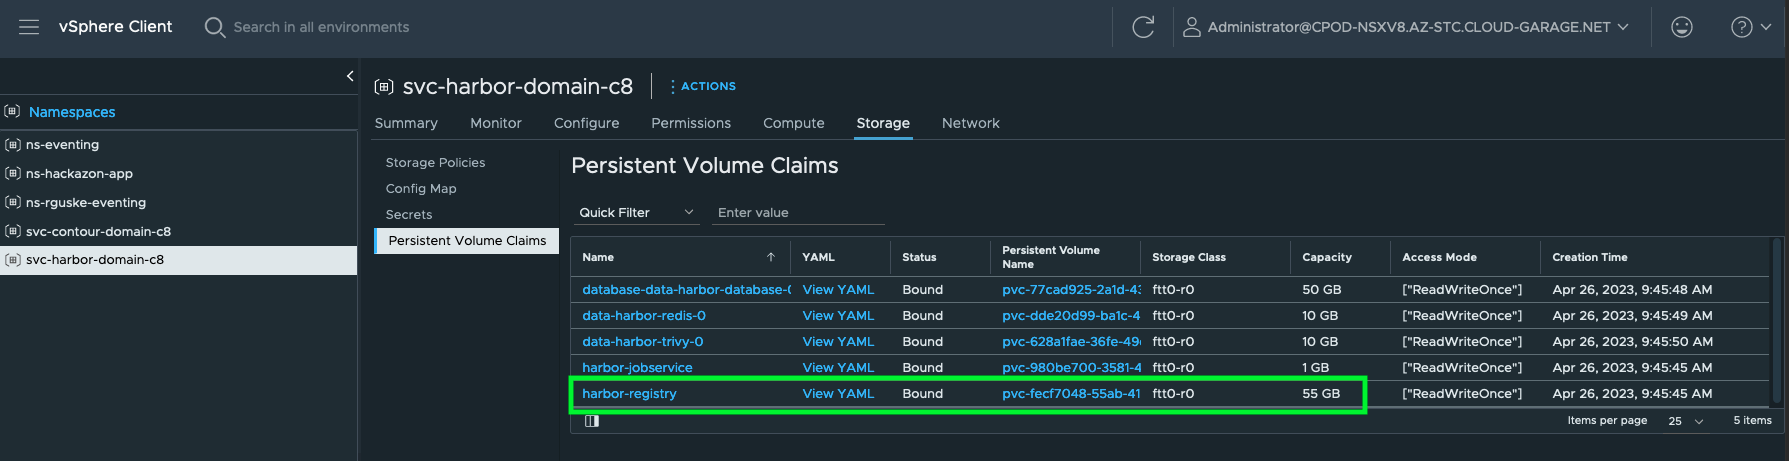 vSphere Client Search in all environments Administrator@CPOD-NSXV8.AZ-STC.CLOUD-GARAGE.NET
svc-harbor-domain-c8 ACTIONS
Namespaces
ns-eventing
ns-hackazon-app
ns-rguske-eventing
svc-contour-domain-c8
svc-harbor-domain-c8
Summary Monitor Configure Permissions Compute Storage Network
Storage Policies
Config Map
Secrets
Persistent Volume Claims
Persistent Volume Claims
Quick Filter Enter value
Name YAML Status Persistent Volume Name Storage Class Capacity Access Mode Creation Time
database-data-harbor-database-0 View YAML Bound pvc-77cad925-2a1d-43 ftt0-r0 50 GB ["ReadWriteOnce"] Apr 26, 2023, 9:45:48 AM
data-harbor-redis-0 View YAML Bound pvc-dde20d99-ba1c-4 ftt0-r0 10 GB ["ReadWriteOnce"] Apr 26, 2023, 9:45:49 AM
data-harbor-trivy-0 View YAML Bound pvc-628a1fae-36fe-49 ftt0-r0 10 GB ["ReadWriteOnce"] Apr 26, 2023, 9:45:50 AM
harbor-jobservice View YAML Bound pvc-980be700-3581-4 ftt0-r0 1 GB ["ReadWriteOnce"] Apr 26, 2023, 9:45:45 AM
harbor-registry View YAML Bound pvc-fecf7048-55ab-41 ftt0-r0 55 GB ["ReadWriteOnce"] Apr 26, 2023, 9:45:45 AM
Items per page 25 5 items